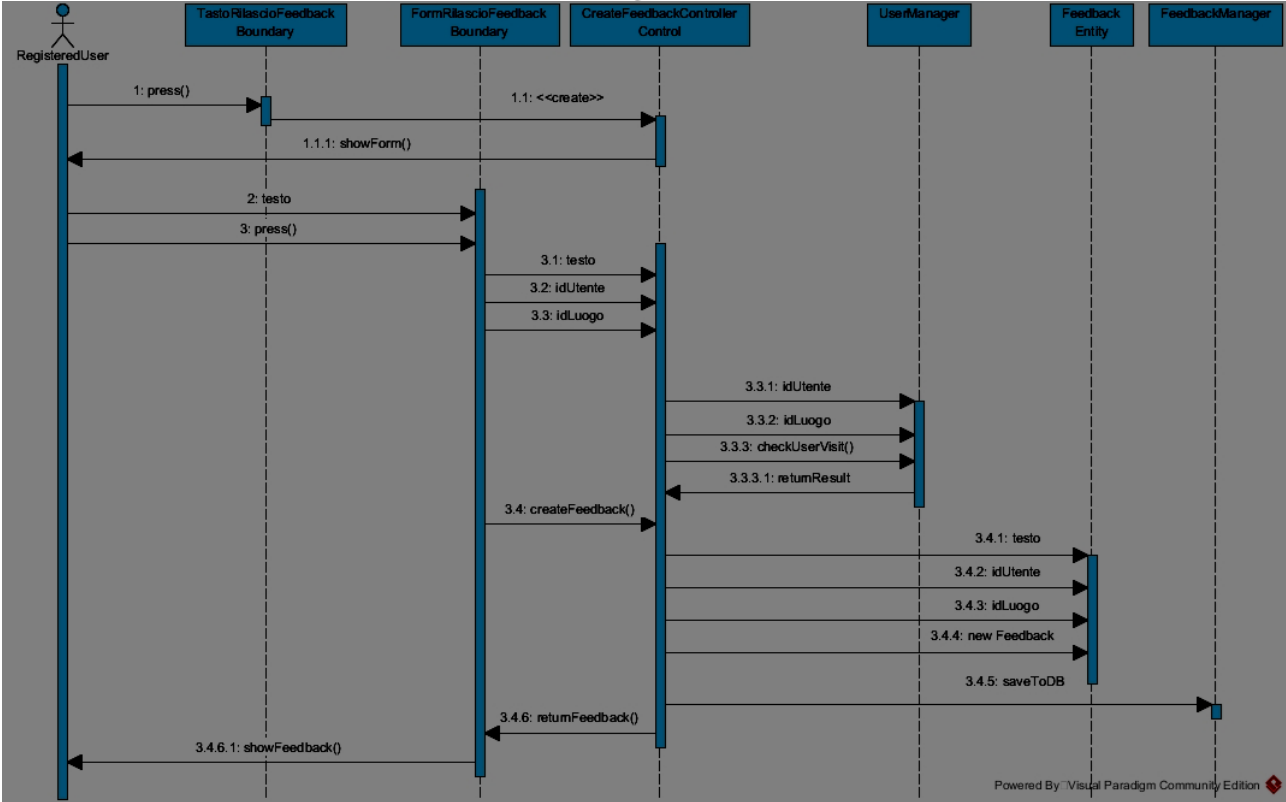 TastoRilascioFeedback
Boundary
FormRilascioFeedback
Boundary
CreateFeedbackController
Control
UserManager
Feedback
Entity
FeedbackManager
RegisteredUser
1: press()
1.1: <<create>>
1.1.1: showForm()
2: testo
3: press()
3.1: testo
3.2: idUtente
3.3: idLuogo
3.3.1: idUtente
3.3.2: idLuogo
3.3.3: checkUserVisit()
3.3.3.1: returnResult
3.4: createFeedback()
3.4.1: testo
3.4.2: idUtente
3.4.3: idLuogo
3.4.4: new Feedback
3.4.5: saveToDB
3.4.6: returnFeedback()
3.4.6.1: showFeedback()
Powered By Visual Paradigm Community Edition